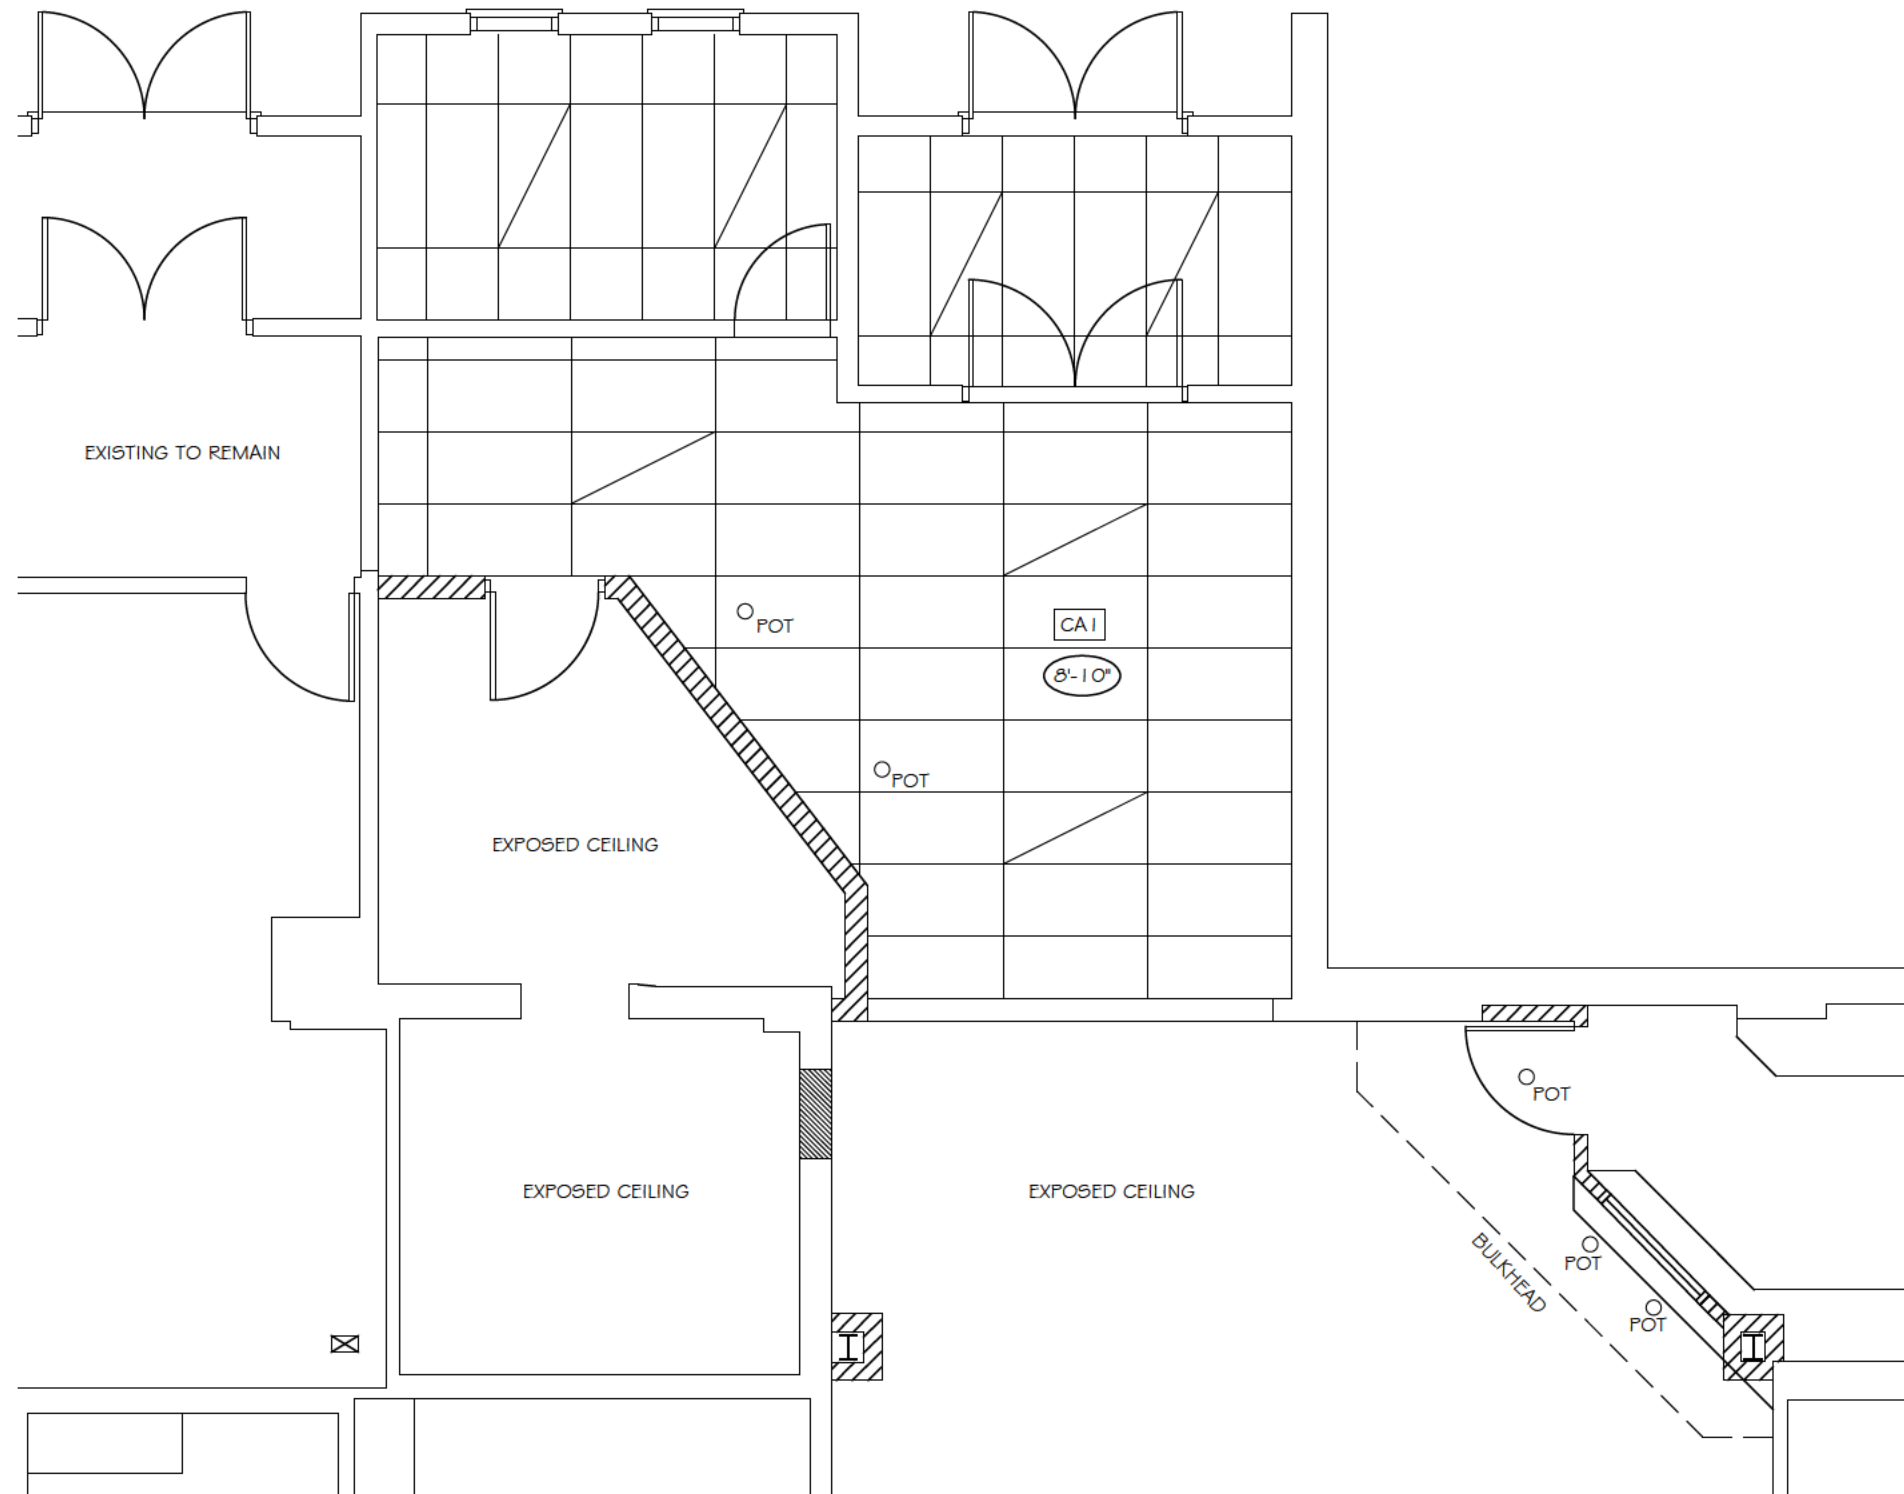 EXISTING TO REMAIN
POT
CA1
8'-10"
POT
EXPOSED CEILING
POT
EXPOSED CEILING
EXPOSED CEILING
BULKHEAD
POT
POT